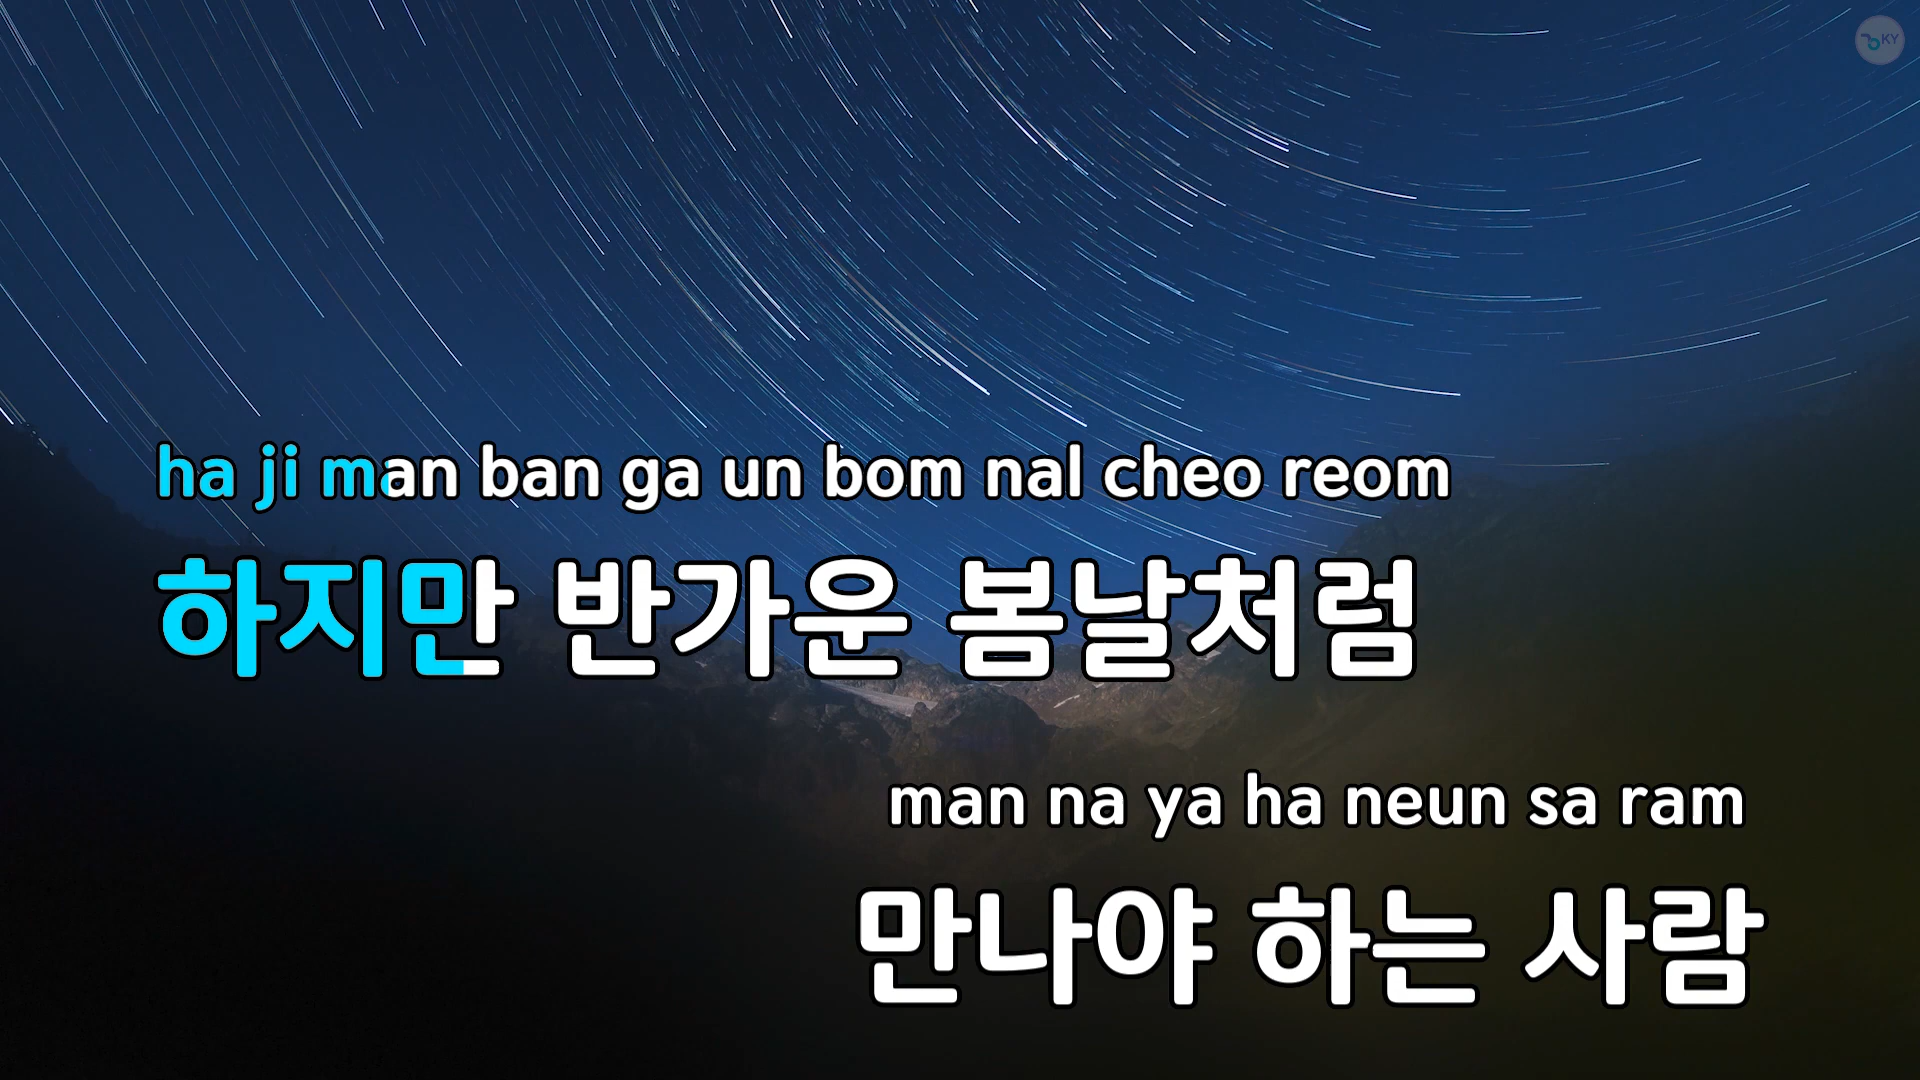 KY
ha ji man ban ga un bom nal cheo reom
하지만 반가운 봄날처럼
man na ya ha neun sa ram
만나야 하는 사람